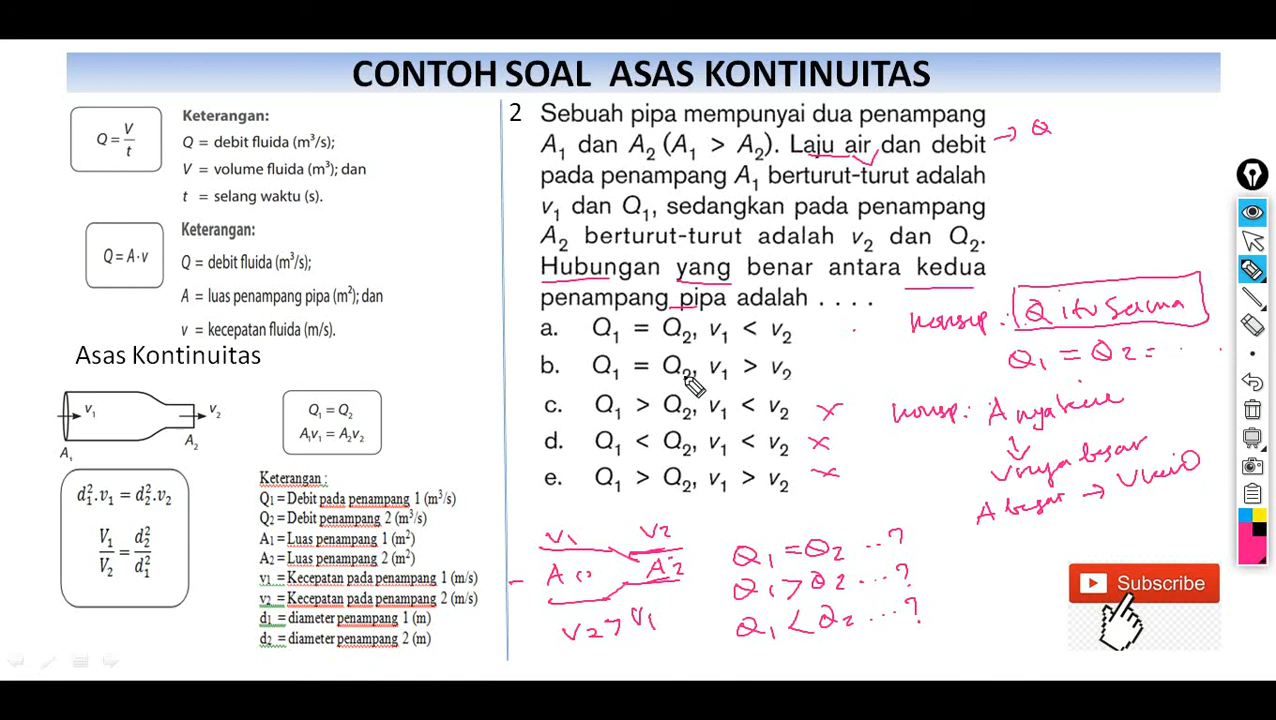 CONTOH SOAL ASAS KONTINUITAS
Q = V/t
Keterangan:
Q = debit fluida (m³/s);
V = volume fluida (m³); dan
t = selang waktu (s).
Q = A·v
Keterangan:
Q = debit fluida (m³/s);
A = luas penampang pipa (m²); dan
v = kecepatan fluida (m/s).
Asas Kontinuitas
v₁
v₂
A₁
A₂
Q₁ = Q₂
A₁v₁ = A₂v₂
d₁².v₁ = d₂².v₂
V₁/V₂ = d₂²/d₁²
Keterangan :
Q₁ = Debit pada penampang 1 (m³/s)
Q₂ = Debit penampang 2 (m³/s)
A₁ = Luas penampang 1 (m²)
A₂ = Luas penampang 2 (m²)
v₁ = Kecepatan pada penampang 1 (m/s)
v₂ = Kecepatan pada penampang 2 (m/s)
d₁ = diameter penampang 1 (m)
d₂ = diameter penampang 2 (m)
2 Sebuah pipa mempunyai dua penampang
A₁ dan A₂ (A₁ > A₂). Laju air dan debit
→ Q
pada penampang A₁ berturut-turut adalah
v₁ dan Q₁, sedangkan pada penampang
A₂ berturut-turut adalah v₂ dan Q₂.
Hubungan yang benar antara kedua
penampang pipa adalah . . . .
a. Q₁ = Q₂, v₁ < v₂
b. Q₁ = Q₂, v₁ > v₂
c. Q₁ > Q₂, v₁ < v₂ ×
d. Q₁ < Q₂, v₁ < v₂ ×
e. Q₁ > Q₂, v₁ > v₂ ×
konsep : Q itu sama
Q₁ = Q₂ = ....
konsp : A nya kecil
↓
V nya besar
A besar → V kecil
V₁ V₂
A₁ A₂
V₂ > V₁
Q₁ = Q₂ ...?
Q₁ > Q₂ ...?
Q₁ < Q₂ ...?
Subscribe